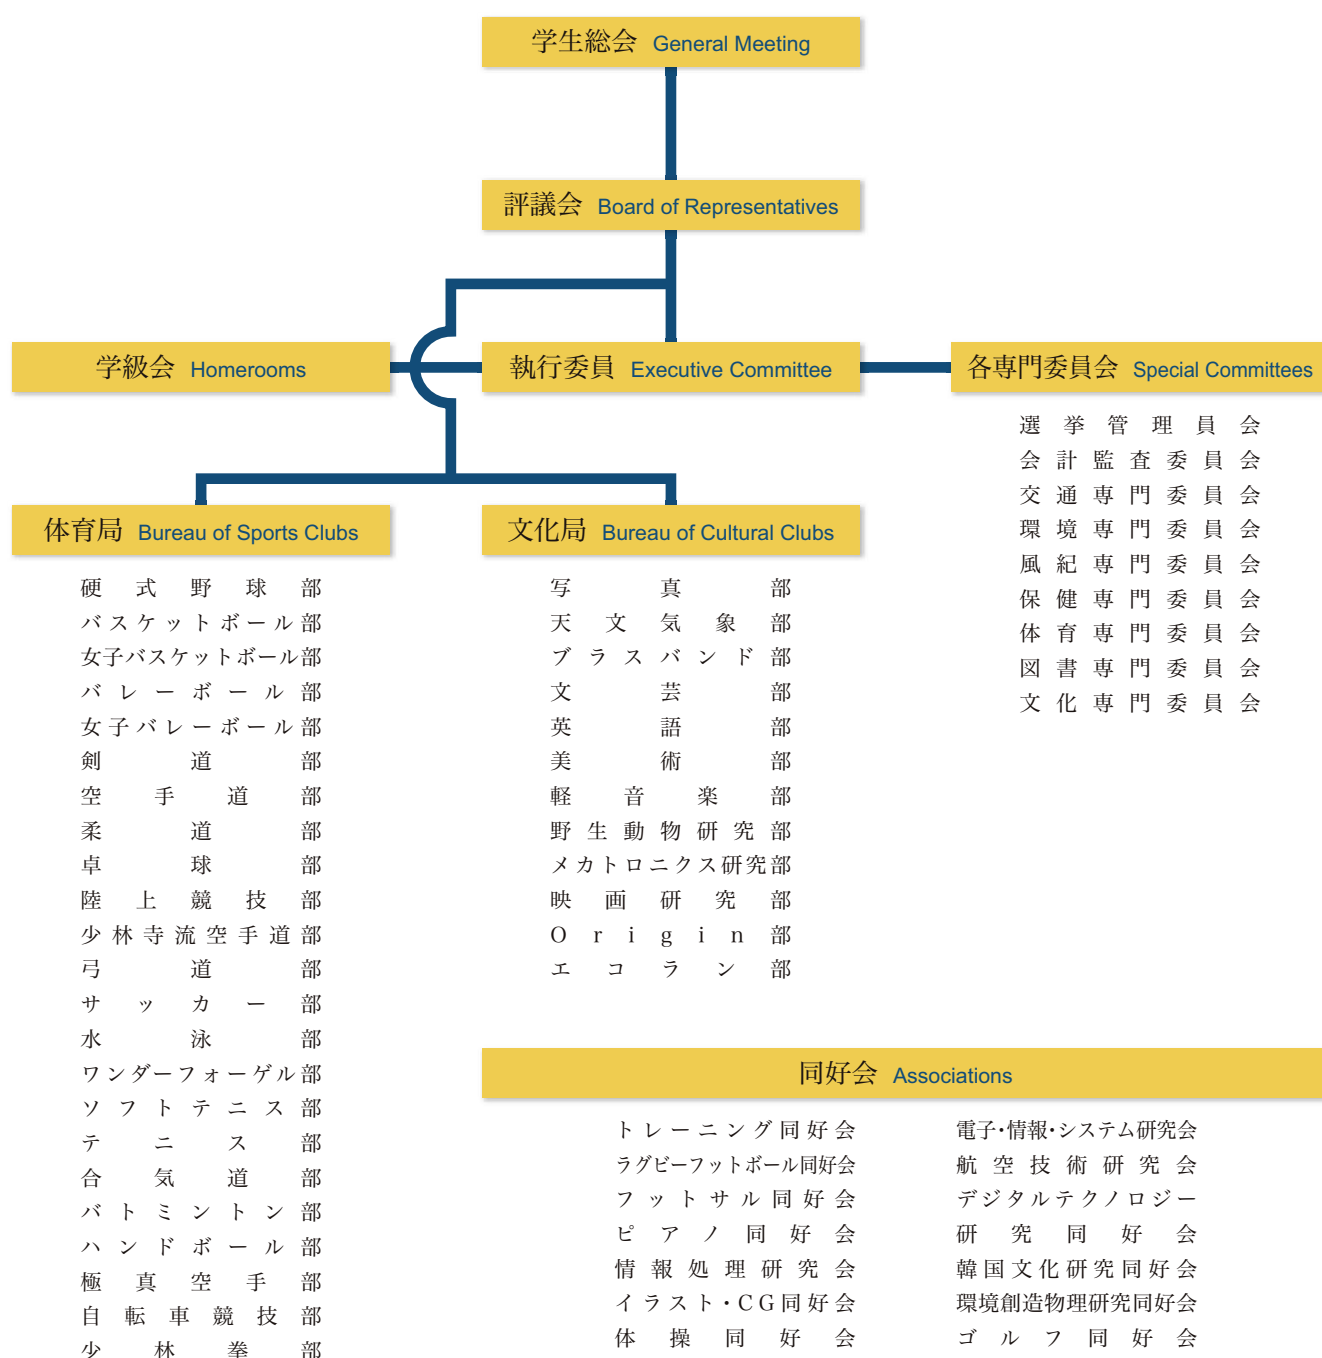 学生総会 General Meeting
評議会 Board of Representatives
学級会 Homerooms
執行委員 Executive Committee
各専門委員会 Special Committees
選挙管理員会
会計監査委員会
交通専門委員会
環境専門委員会
風紀専門委員会
保健専門委員会
体育専門委員会
図書専門委員会
文化専門委員会
体育局 Bureau of Sports Clubs
硬式野球部
バスケットボール部
女子バスケットボール部
バレーボール部
女子バレーボール部
剣道部
空手道部
柔道部
卓球部
陸上競技部
少林寺流空手道部
弓道部
サッカー部
水泳部
ワンダーフォーゲル部
ソフトテニス部
テニス部
合気道部
バトミントン部
ハンドボール部
極真空手部
自転車競技部
少林拳部
文化局 Bureau of Cultural Clubs
写真部
天文気象部
ブラスバンド部
文芸部
英語部
美術部
軽音楽部
野生動物研究部
メカトロニクス研究部
映画研究部
Origin部
エコラン部
同好会 Associations
トレーニング同好会
ラグビーフットボール同好会
フットサル同好会
ピアノ同好会
情報処理研究会
イラスト・CG同好会
体操同好会
電子・情報・システム研究会
航空技術研究会
デジタルテクノロジー
研究同好会
韓国文化研究同好会
環境創造物理研究同好会
ゴルフ同好会